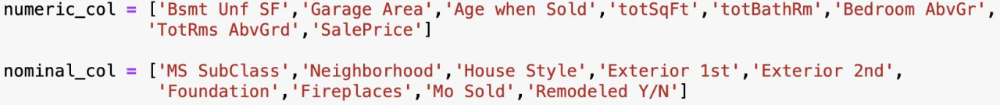 numeric_col = ['Bsmt Unf SF','Garage Area','Age when Sold','totSqFt','totBathRm','Bedroom AbvGr',
'TotRms AbvGrd','SalePrice']
nominal_col = ['MS SubClass','Neighborhood','House Style','Exterior 1st','Exterior 2nd',
'Foundation','Fireplaces','Mo Sold','Remodeled Y/N']